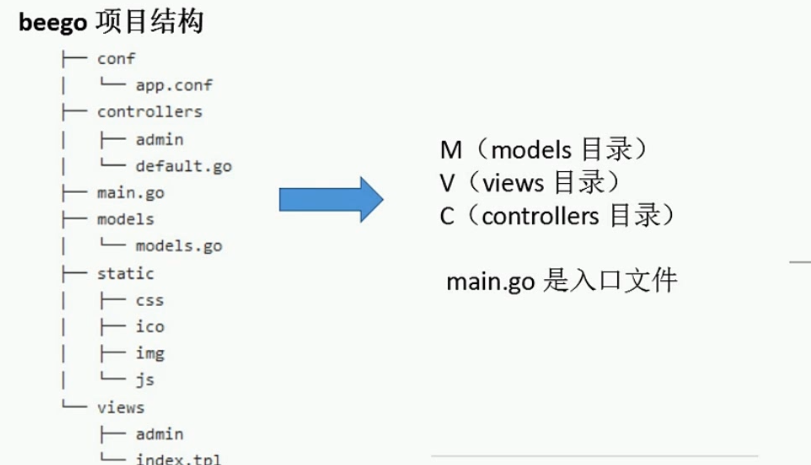 beego 项目结构
├── conf
│   └── app.conf
├── controllers
│   ├── admin
│   └── default.go
├── main.go
├── models
│   └── models.go
├── static
│   ├── css
│   ├── ico
│   ├── img
│   └── js
└── views
    ├── admin
    └── index.tpl
M（models 目录）
V（views 目录）
C（controllers 目录）
main.go 是入口文件